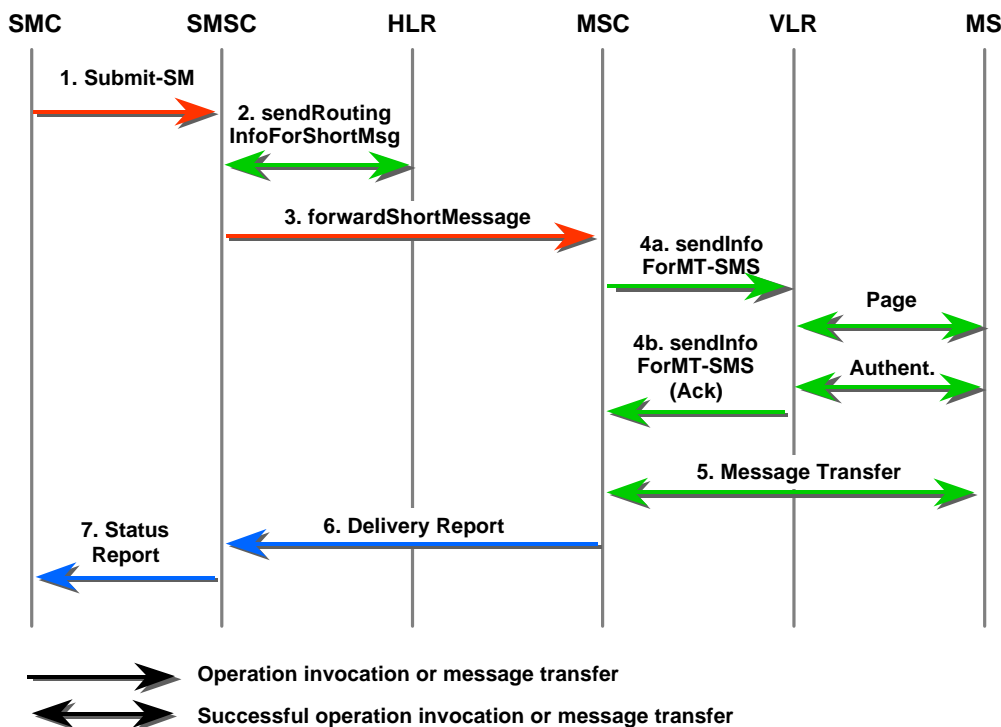 SMC SMSC HLR MSC VLR MS
1. Submit-SM
2. sendRouting
InfoForShortMsg
3. forwardShortMessage
4a. sendInfo
ForMT-SMS
Page
4b. sendInfo
ForMT-SMS
(Ack)
Authent.
5. Message Transfer
6. Delivery Report
7. Status
Report
Operation invocation or message transfer
Successful operation invocation or message transfer